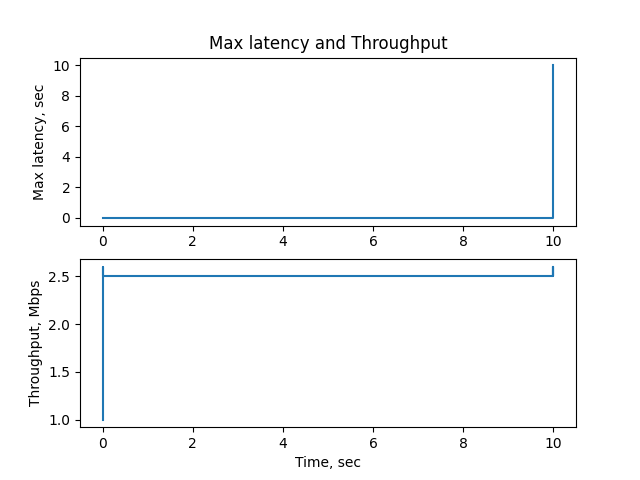 Max latency and Throughput
Max latency, sec
10
8
6
4
2
0
0 2 4 6 8 10
Throughput, Mbps
2.5
2.0
1.5
1.0
0 2 4 6 8 10
Time, sec